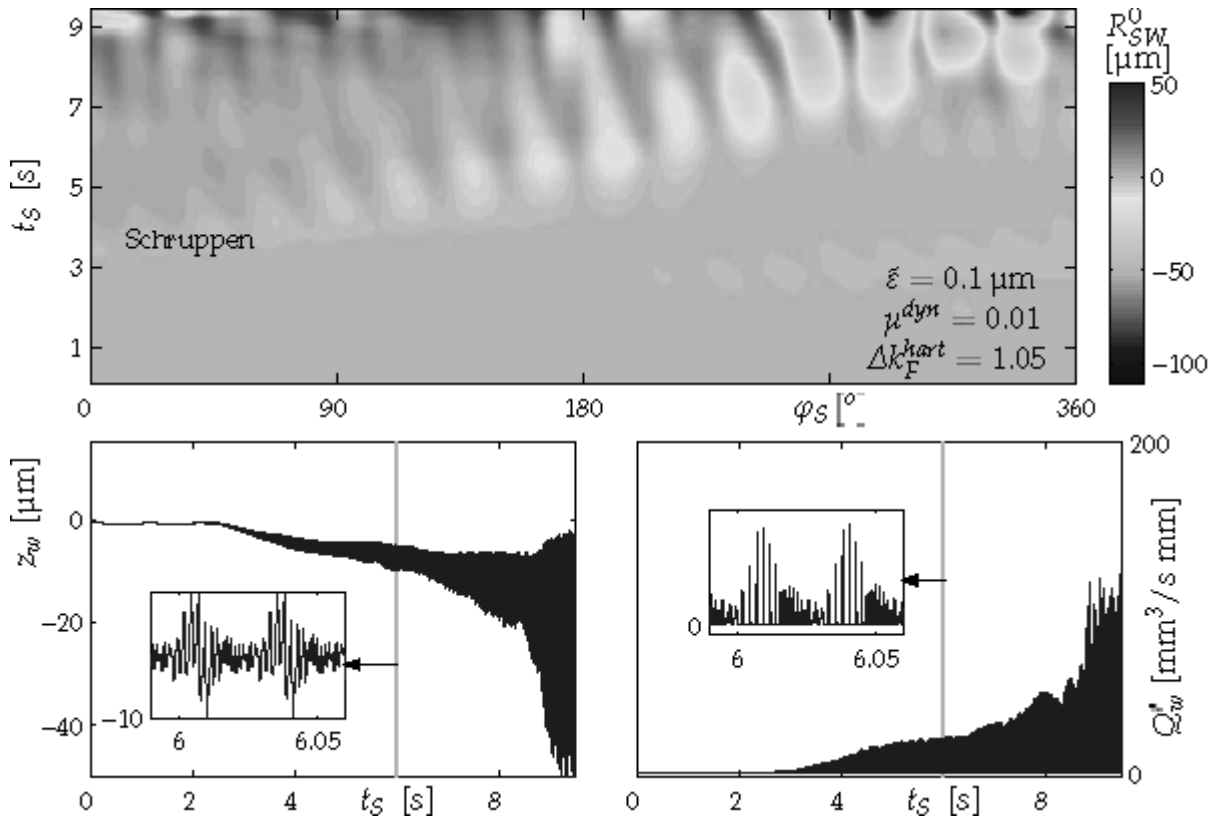 9
7
5
3
1
t_S [s]
Schruppen
ε̃ = 0.1 µm
µ^dyn = 0.01
Δk_F^hart = 1.05
0 90 180 φ_S [° 360
R_SW^0
[µm]
50
0
−50
−100
z_w [µm]
0
−20
−40
−10
6 6.05
0 2 4 t_S [s] 8
0
6 6.05
0 2 4 t_S [s] 8
200
0
Q'_w [mm³/s mm]